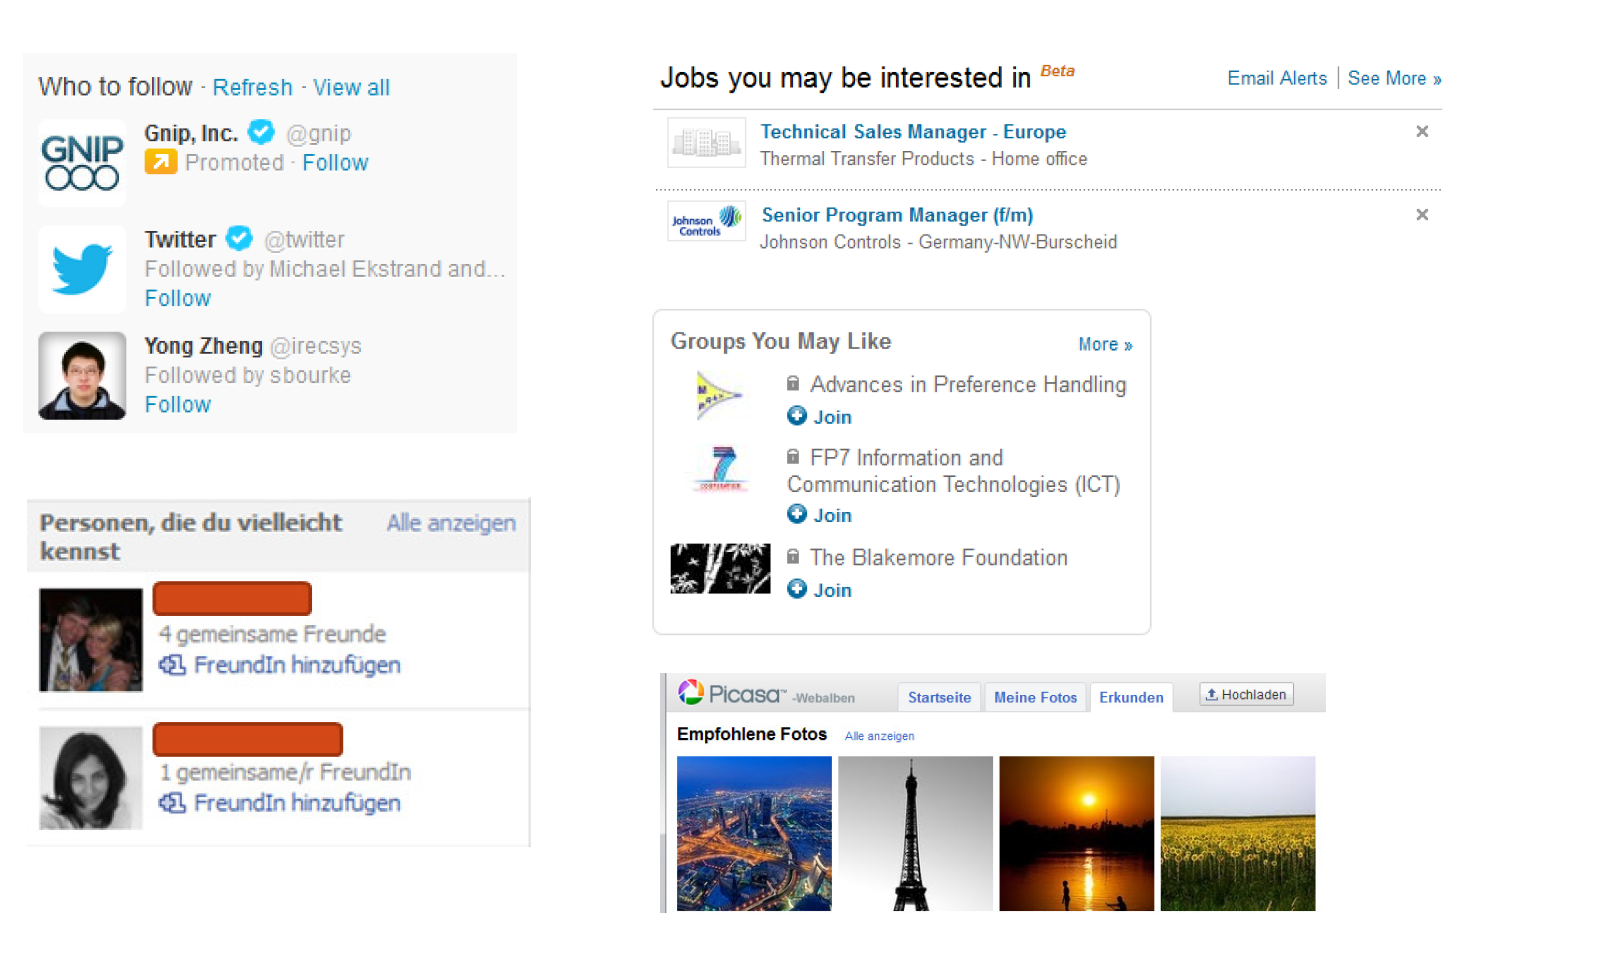 Who to follow · Refresh · View all
GNIP
Gnip, Inc. @gnip
Promoted · Follow
Twitter @twitter
Followed by Michael Ekstrand and...
Follow
Yong Zheng @irecsys
Followed by sbourke
Follow
Personen, die du vielleicht kennst
Alle anzeigen
4 gemeinsame Freunde
FreundIn hinzufügen
1 gemeinsame/r FreundIn
FreundIn hinzufügen
Jobs you may be interested in Beta
Email Alerts | See More »
Technical Sales Manager - Europe
Thermal Transfer Products - Home office
Johnson
Controls
Senior Program Manager (f/m)
Johnson Controls - Germany-NW-Burscheid
Groups You May Like
More »
Advances in Preference Handling
Join
7
FP7 Information and
Communication Technologies (ICT)
Join
The Blakemore Foundation
Join
Picasa™ -Webalben
Startseite
Meine Fotos
Erkunden
Hochladen
Empfohlene Fotos
Alle anzeigen